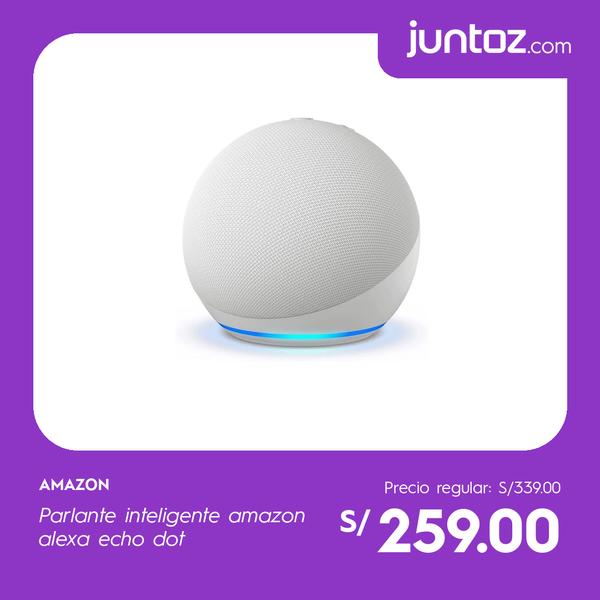 juntoz.com
AMAZON
Parlante inteligente amazon
alexa echo dot
Precio regular: S/339.00
S/259.00